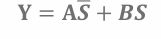 Y = AS̅ + BS